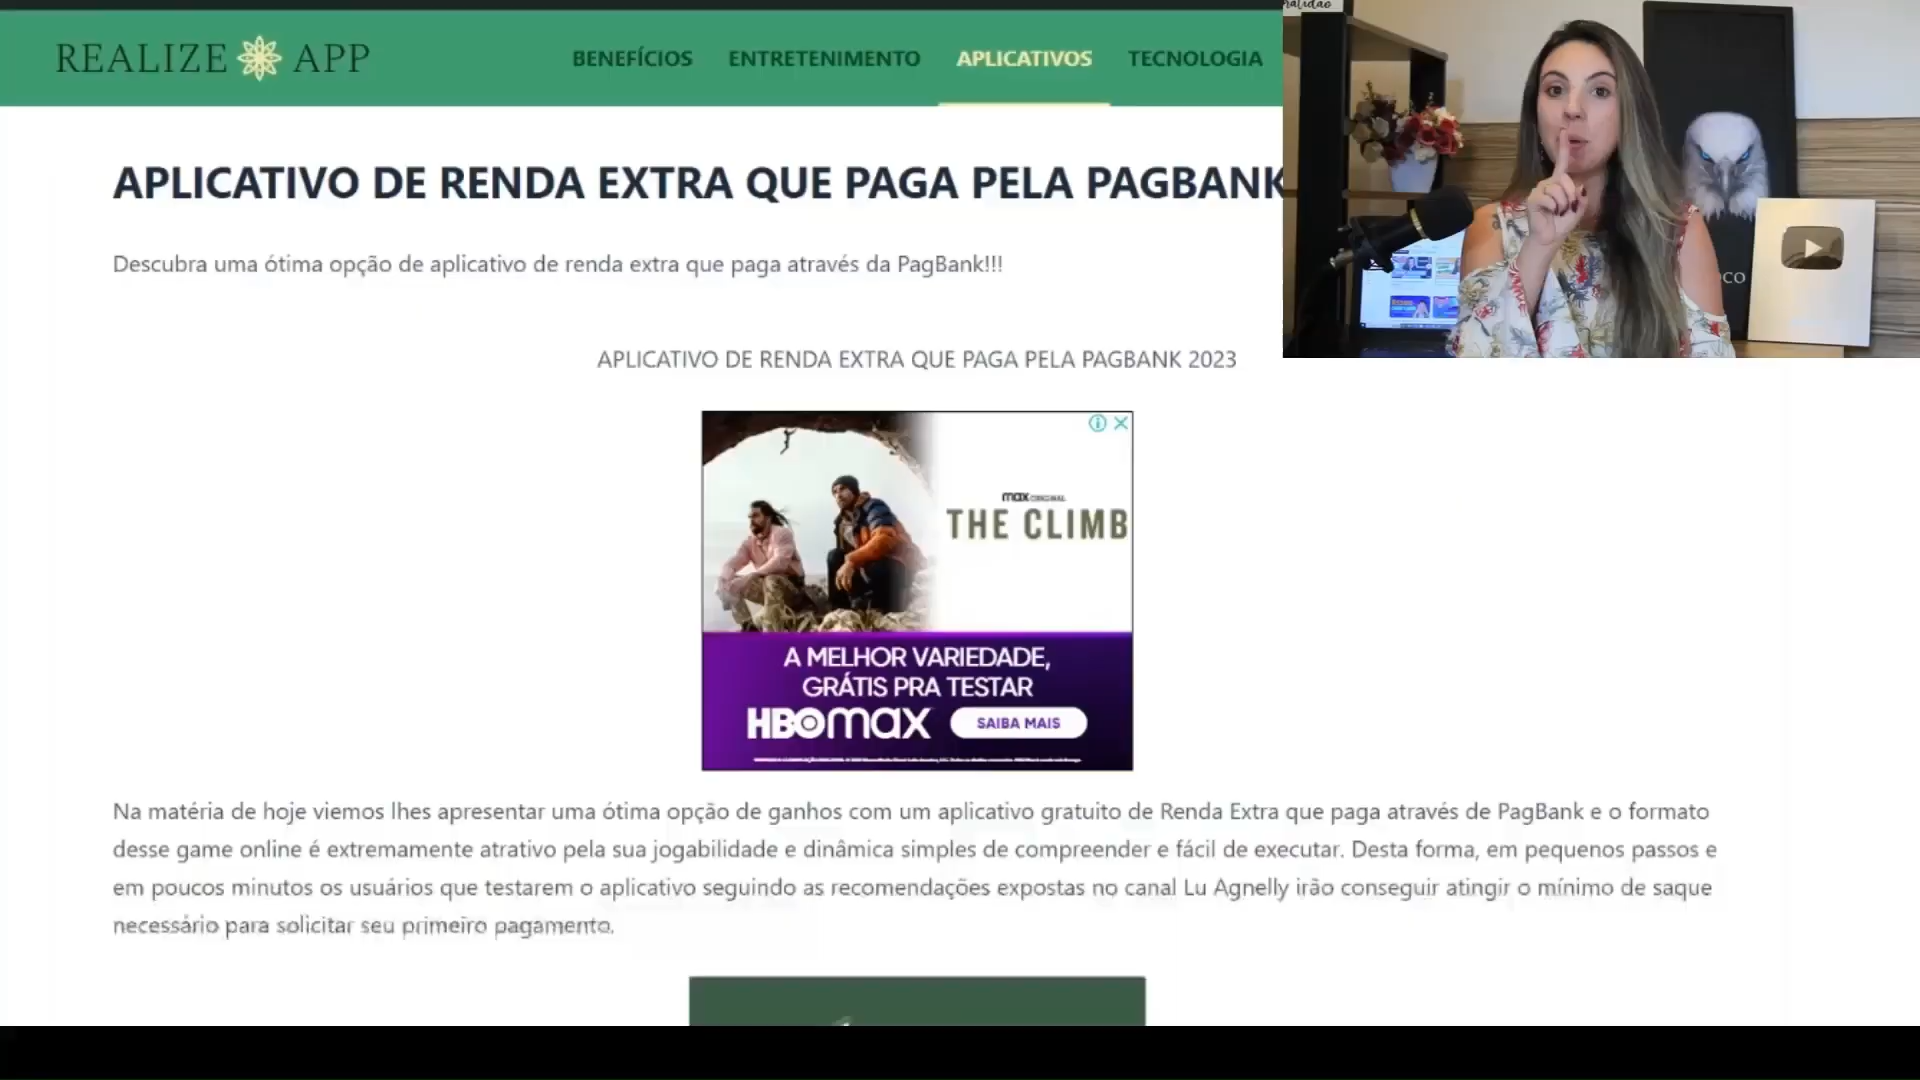 REALIZE APP
BENEFÍCIOS ENTRETENIMENTO APLICATIVOS TECNOLOGIA
APLICATIVO DE RENDA EXTRA QUE PAGA PELA PAGBANK
Descubra uma ótima opção de aplicativo de renda extra que paga através da PagBank!!!
APLICATIVO DE RENDA EXTRA QUE PAGA PELA PAGBANK 2023
max ORIGINAL
THE CLIMB
A MELHOR VARIEDADE,
GRÁTIS PRA TESTAR
HBOmax SAIBA MAIS
Na matéria de hoje viemos lhes apresentar uma ótima opção de ganhos com um aplicativo gratuito de Renda Extra que paga através de PagBank e o formato
desse game online é extremamente atrativo pela sua jogabilidade e dinâmica simples de compreender e fácil de executar. Desta forma, em pequenos passos e
em poucos minutos os usuários que testarem o aplicativo seguindo as recomendações expostas no canal Lu Agnelly irão conseguir atingir o mínimo de saque
necessário para solicitar seu primeiro pagamento.